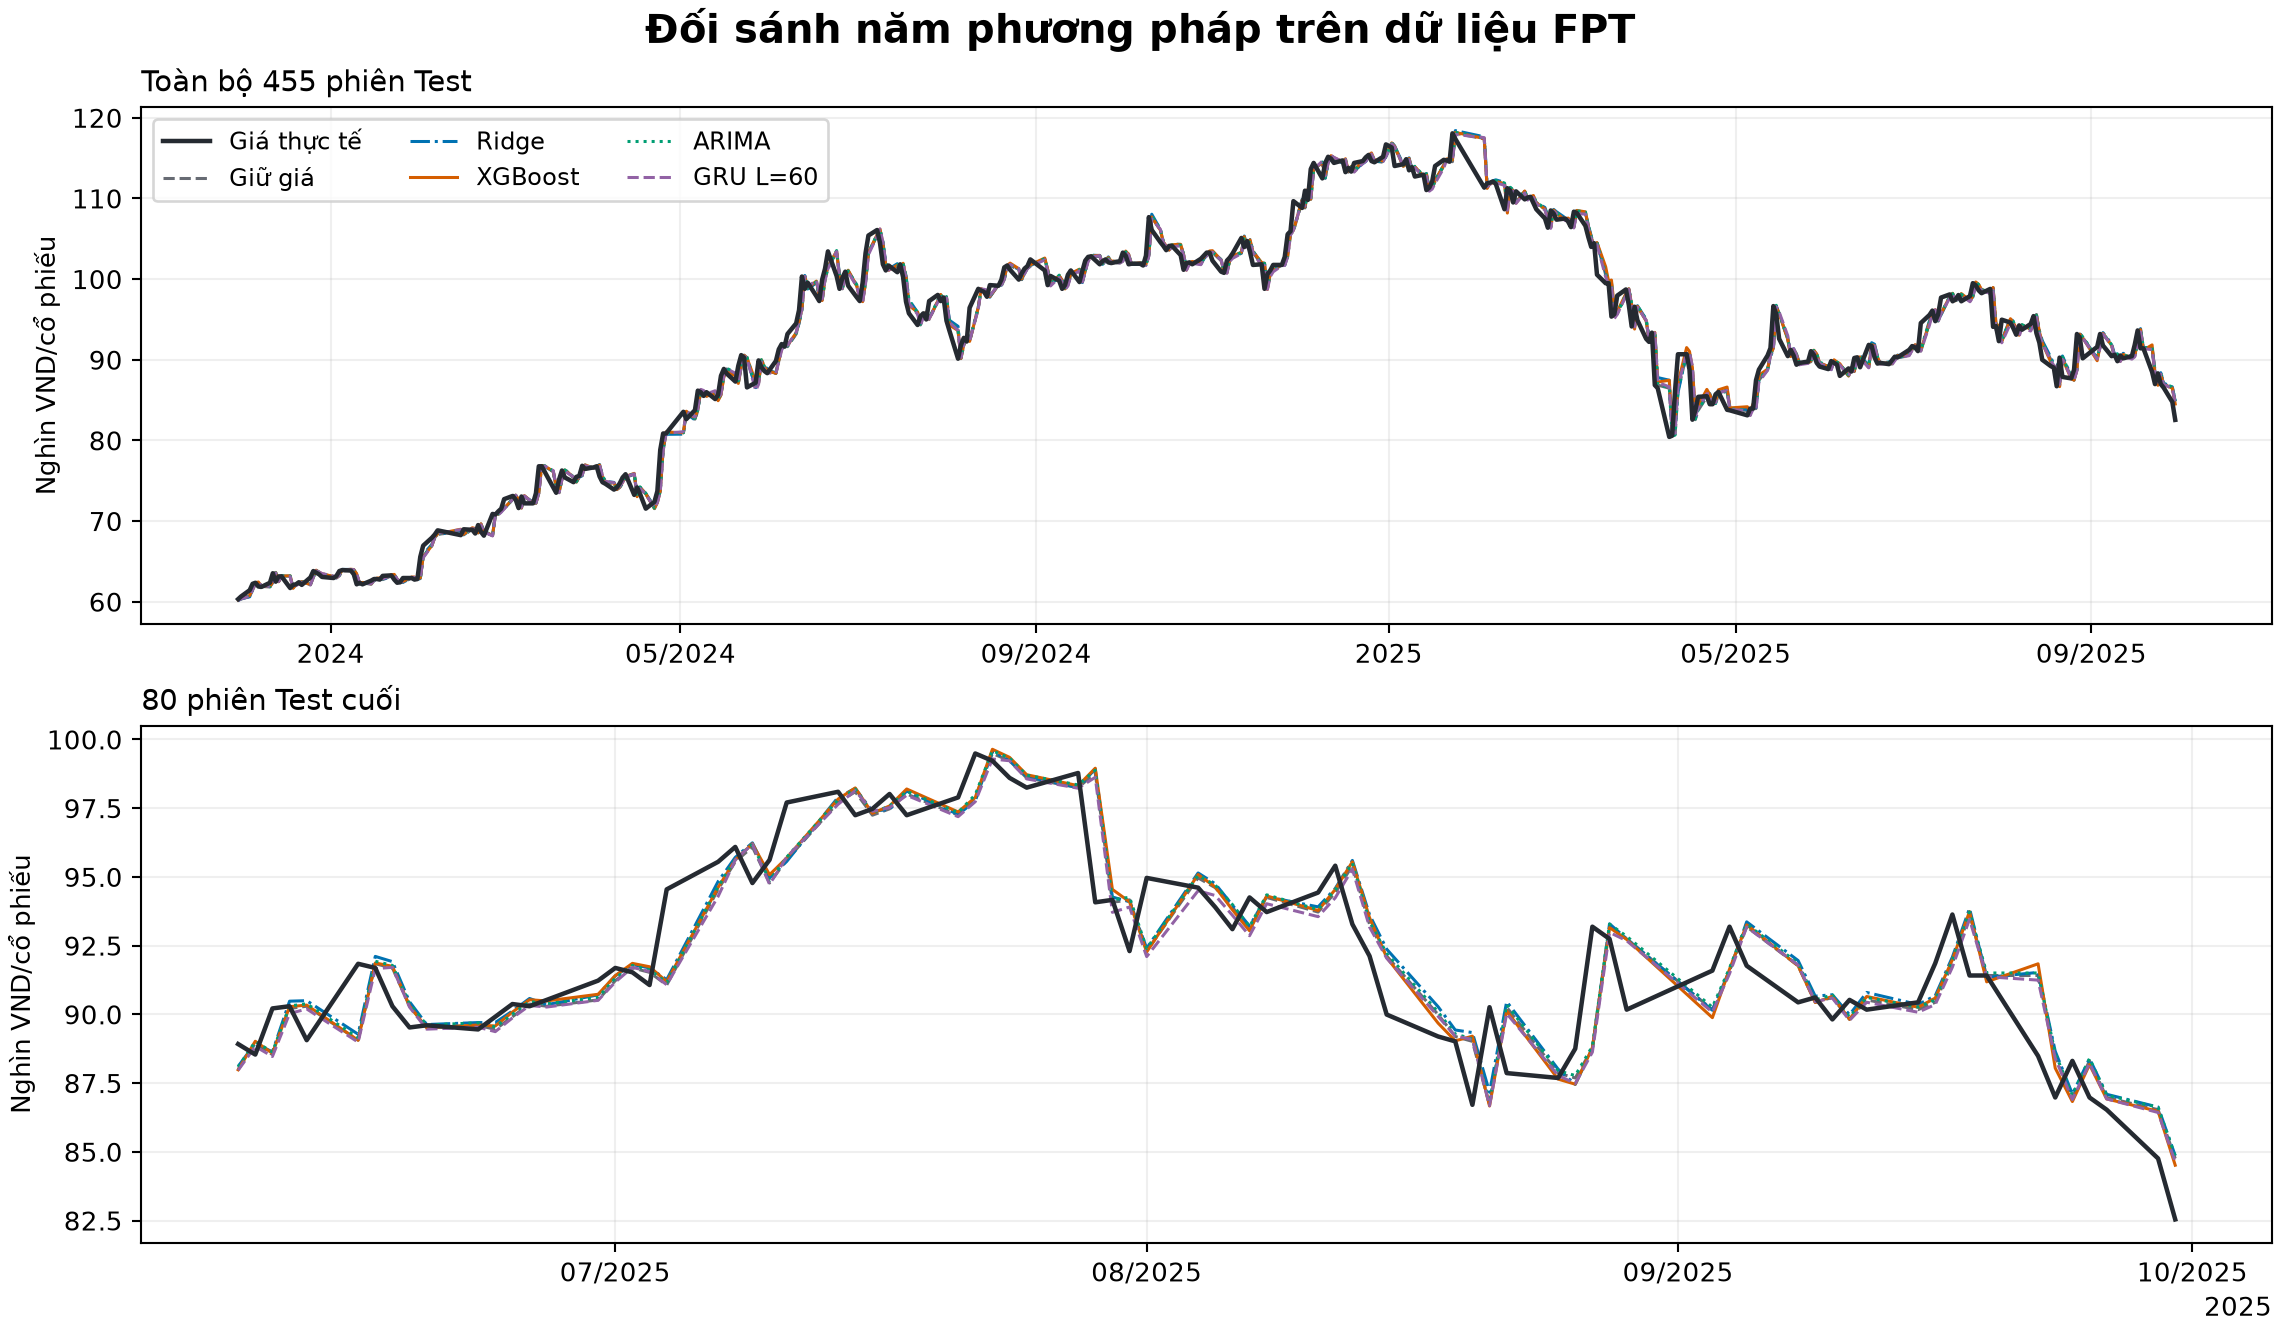 Đối sánh năm phương pháp trên dữ liệu FPT
Toàn bộ 455 phiên Test
Giá thực tế
Giữ giá
Ridge
XGBoost
ARIMA
GRU L=60
Nghìn VND/cổ phiếu
120
110
100
90
80
70
60
2024
05/2024
09/2024
2025
05/2025
09/2025
80 phiên Test cuối
Nghìn VND/cổ phiếu
100.0
97.5
95.0
92.5
90.0
87.5
85.0
82.5
07/2025
08/2025
09/2025
10/2025
2025